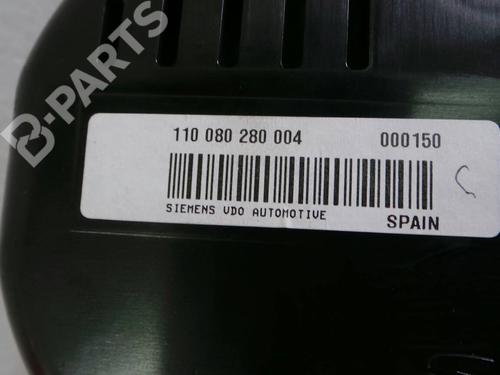 B-PARTS
110 080 280 004 000150
SIEMENS VDO AUTOMOTIVE
SPAIN